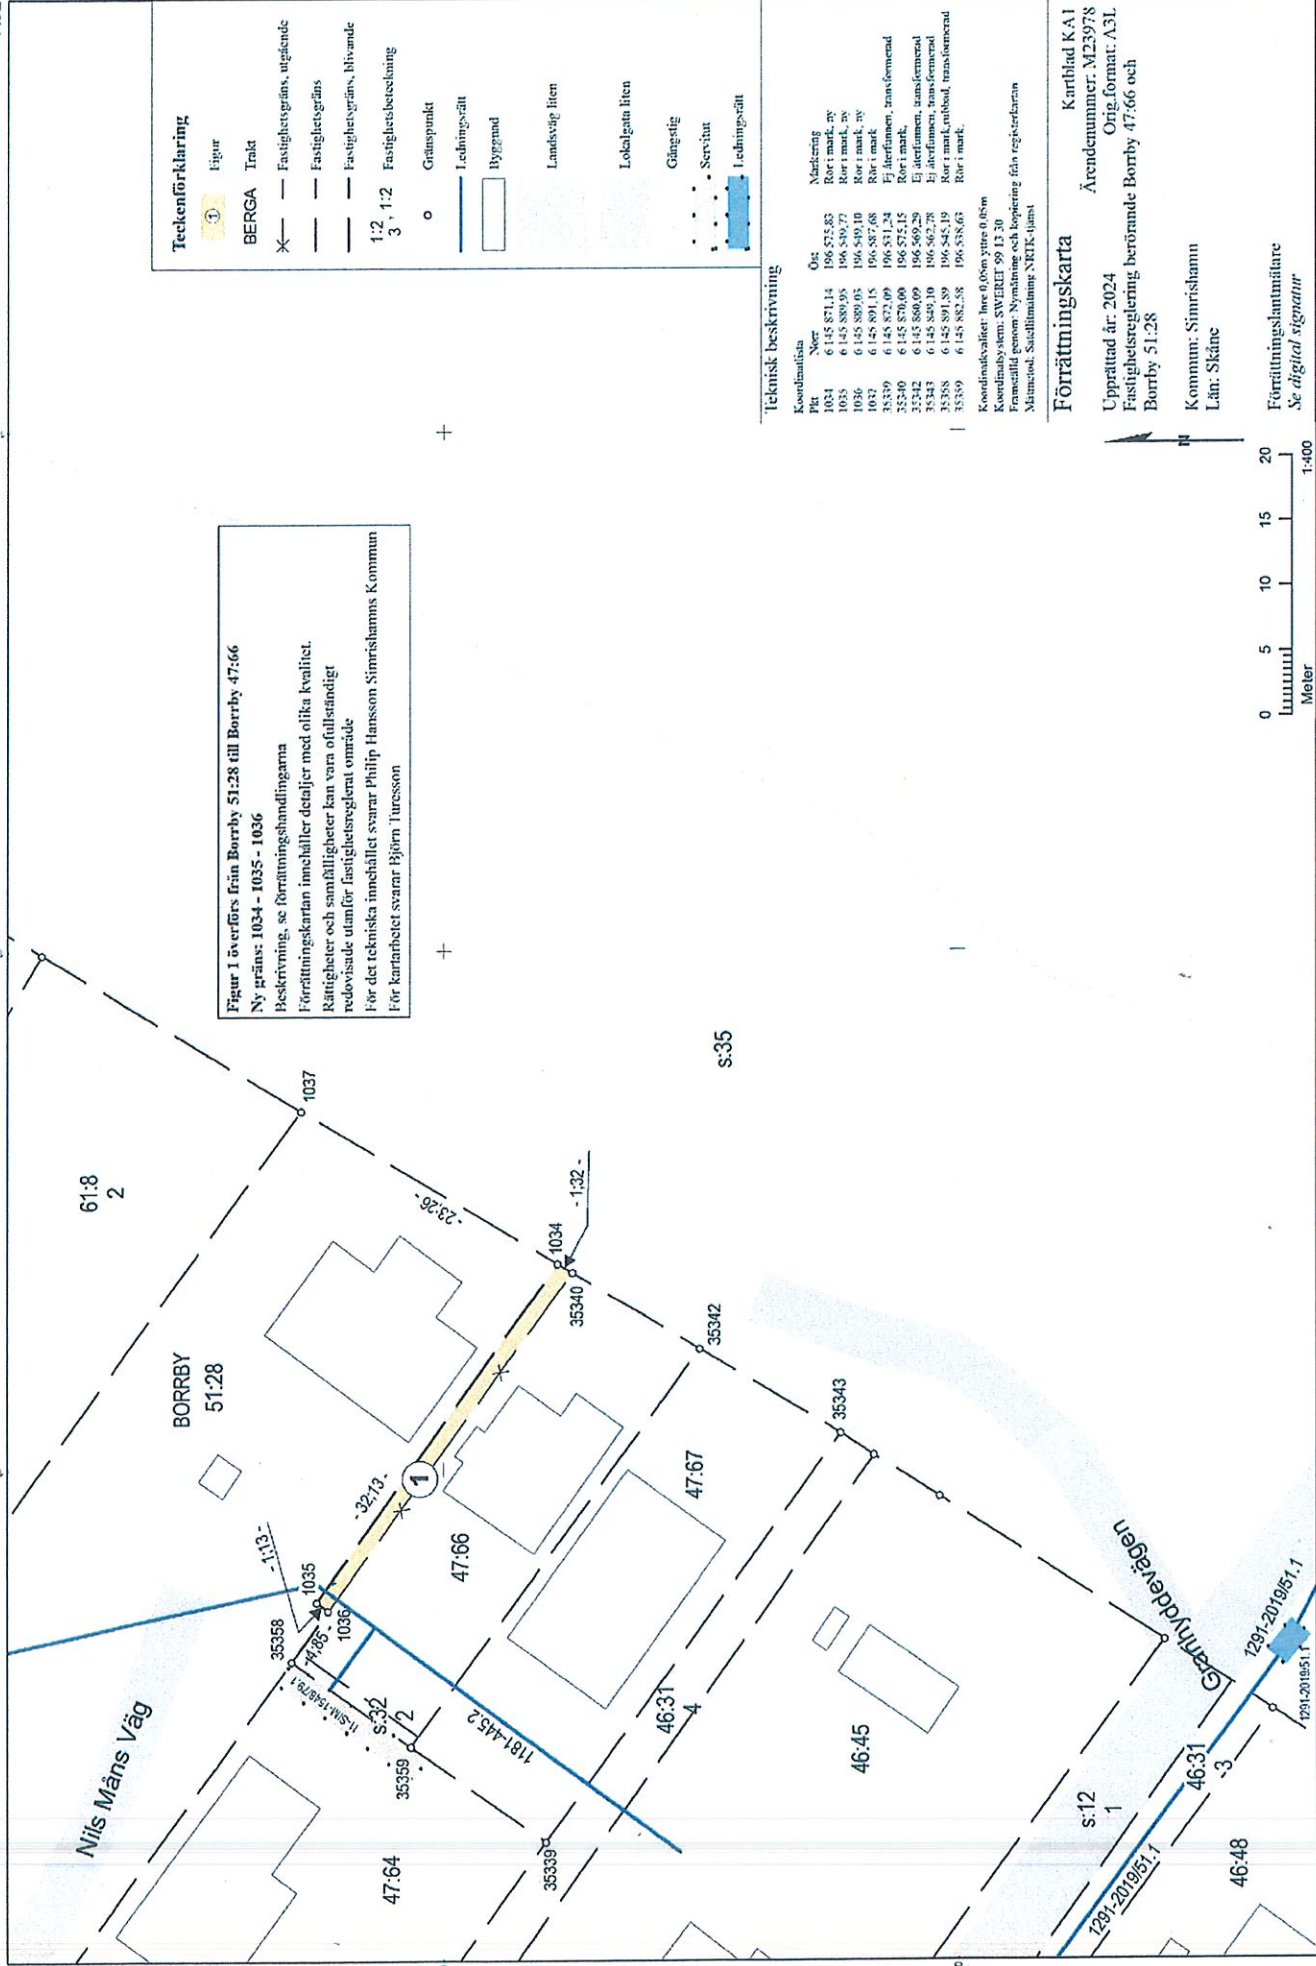 Nils Måns Väg
61:8
2
BORRBY
51:28
1037
-23,26-
1034
- 1,32 -
35340
35342
35343
s:35
- 1,13 -
35358
1035
1036
-4,85 -
- 32,13 -
1
47:66
47:67
s:32
2
35359
35339
1181-445.2
46:31
4
47:64
46:45
Granhyddevägen
s:12
1
46:31
-3
46:48
1291-2019/51.1
1291-2019/51.1
1291-2019/51.1
Figur 1 överförs från Borrby 51:28 till Borrby 47:66
Ny gräns: 1034 - 1035 - 1036
Beskrivning, se förrättningshandlingarna
Förrättningskartan innehåller detaljer med olika kvalitet.
Rättigheter och samfälligheter kan vara ofullständigt
redovisade utanför fastighetsreglerat område
För det tekniska innehållet svarar Philip Hansson Simrishamns Kommun
För kartarbetet svarar Björn Turesson
Teckenförklaring
1 Figur
BERGA Trakt
Fastighetsgräns, utgående
Fastighetsgräns
Fastighetsgräns, blivande
1:2
3 , 1:2 Fastighetsbeteckning
Gränspunkt
Ledningsrätt
Byggnad
Landsväg liten
Lokalgata liten
Gångstig
Servitut
Ledningsrätt
Teknisk beskrivning
Koordinatlista
Pkt Norr Öst Markering
1034 6 145 871,14 196 575,83 Rör i mark, ny
1035 6 145 889,95 196 549,77 Rör i mark, ny
1036 6 145 889,03 196 549,10 Rör i mark, ny
1037 6 145 891,15 196 587,68 Rör i mark
35339 6 145 872,09 196 531,24 Ej återfunnen, transformerad
35340 6 145 870,00 196 575,15 Rör i mark,
35342 6 145 860,09 196 569,29 Ej återfunnen, transformerad
35343 6 145 849,10 196 562,78 Ej återfunnen, transformerad
35358 6 145 891,89 196 545,19 Rör i mark,rubbad, transformerad
35359 6 145 882,58 196 538,63 Rör i mark.
Koordinatkvalitet: Inre 0,05m yttre 0,05m
Koordinatsystem: SWEREF 99 13 30
Framställd genom: Nymätning och kopiering från registerkartan
Mätmetod: Satellitmätning NRTK-tjänst
Förrättningskarta Kartblad KA1
Ärendenummer: M23978
Upprättad år: 2024 Orig.format: A3L
Fastighetsreglering berörande Borrby 47:66 och
Borrby 51:28
Kommun: Simrishamn
Län: Skåne
Förrättningslantmätare
Se digital signatur
N
0 5 10 15 20
Meter 1:400